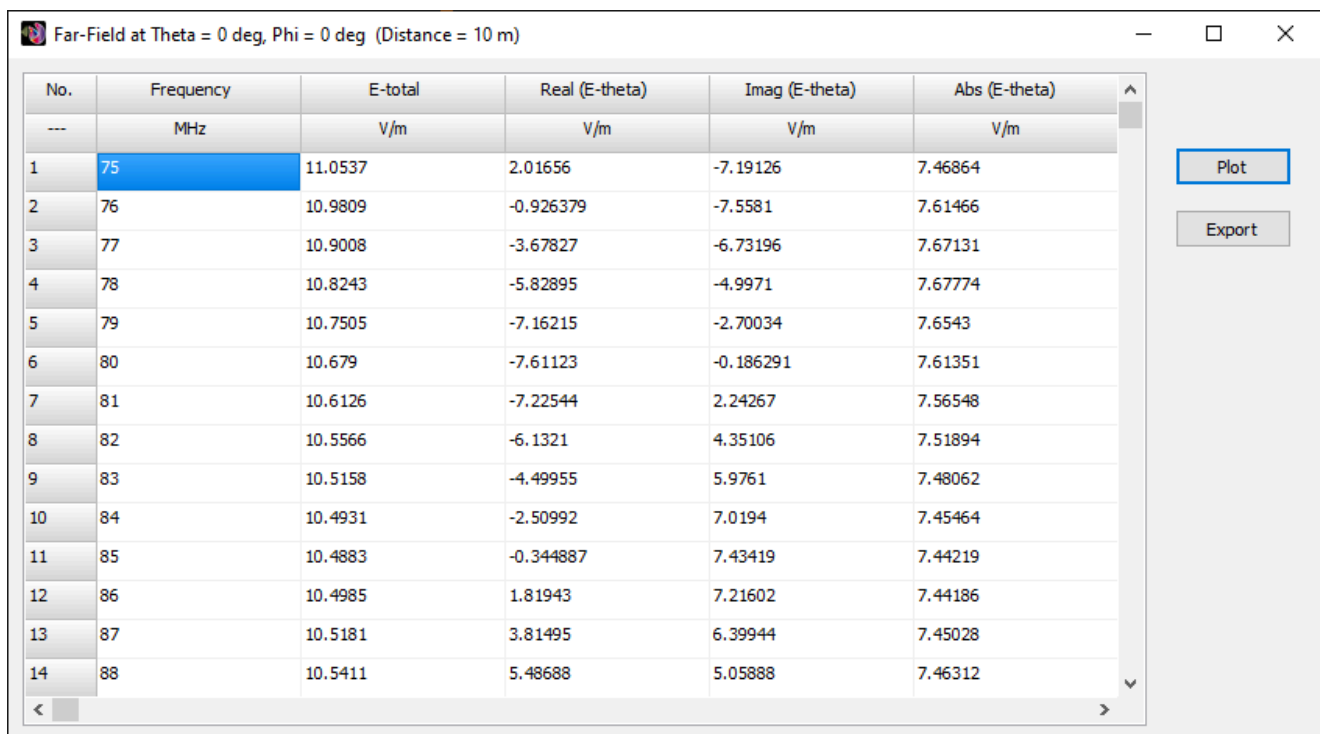 Far-Field at Theta = 0 deg, Phi = 0 deg (Distance = 10 m)
No. Frequency E-total Real (E-theta) Imag (E-theta) Abs (E-theta)
--- MHz V/m V/m V/m V/m
1 75 11.0537 2.01656 -7.19126 7.46864
2 76 10.9809 -0.926379 -7.5581 7.61466
3 77 10.9008 -3.67827 -6.73196 7.67131
4 78 10.8243 -5.82895 -4.9971 7.67774
5 79 10.7505 -7.16215 -2.70034 7.6543
6 80 10.679 -7.61123 -0.186291 7.61351
7 81 10.6126 -7.22544 2.24267 7.56548
8 82 10.5566 -6.1321 4.35106 7.51894
9 83 10.5158 -4.49955 5.9761 7.48062
10 84 10.4931 -2.50992 7.0194 7.45464
11 85 10.4883 -0.344887 7.43419 7.44219
12 86 10.4985 1.81943 7.21602 7.44186
13 87 10.5181 3.81495 6.39944 7.45028
14 88 10.5411 5.48688 5.05888 7.46312
Plot
Export